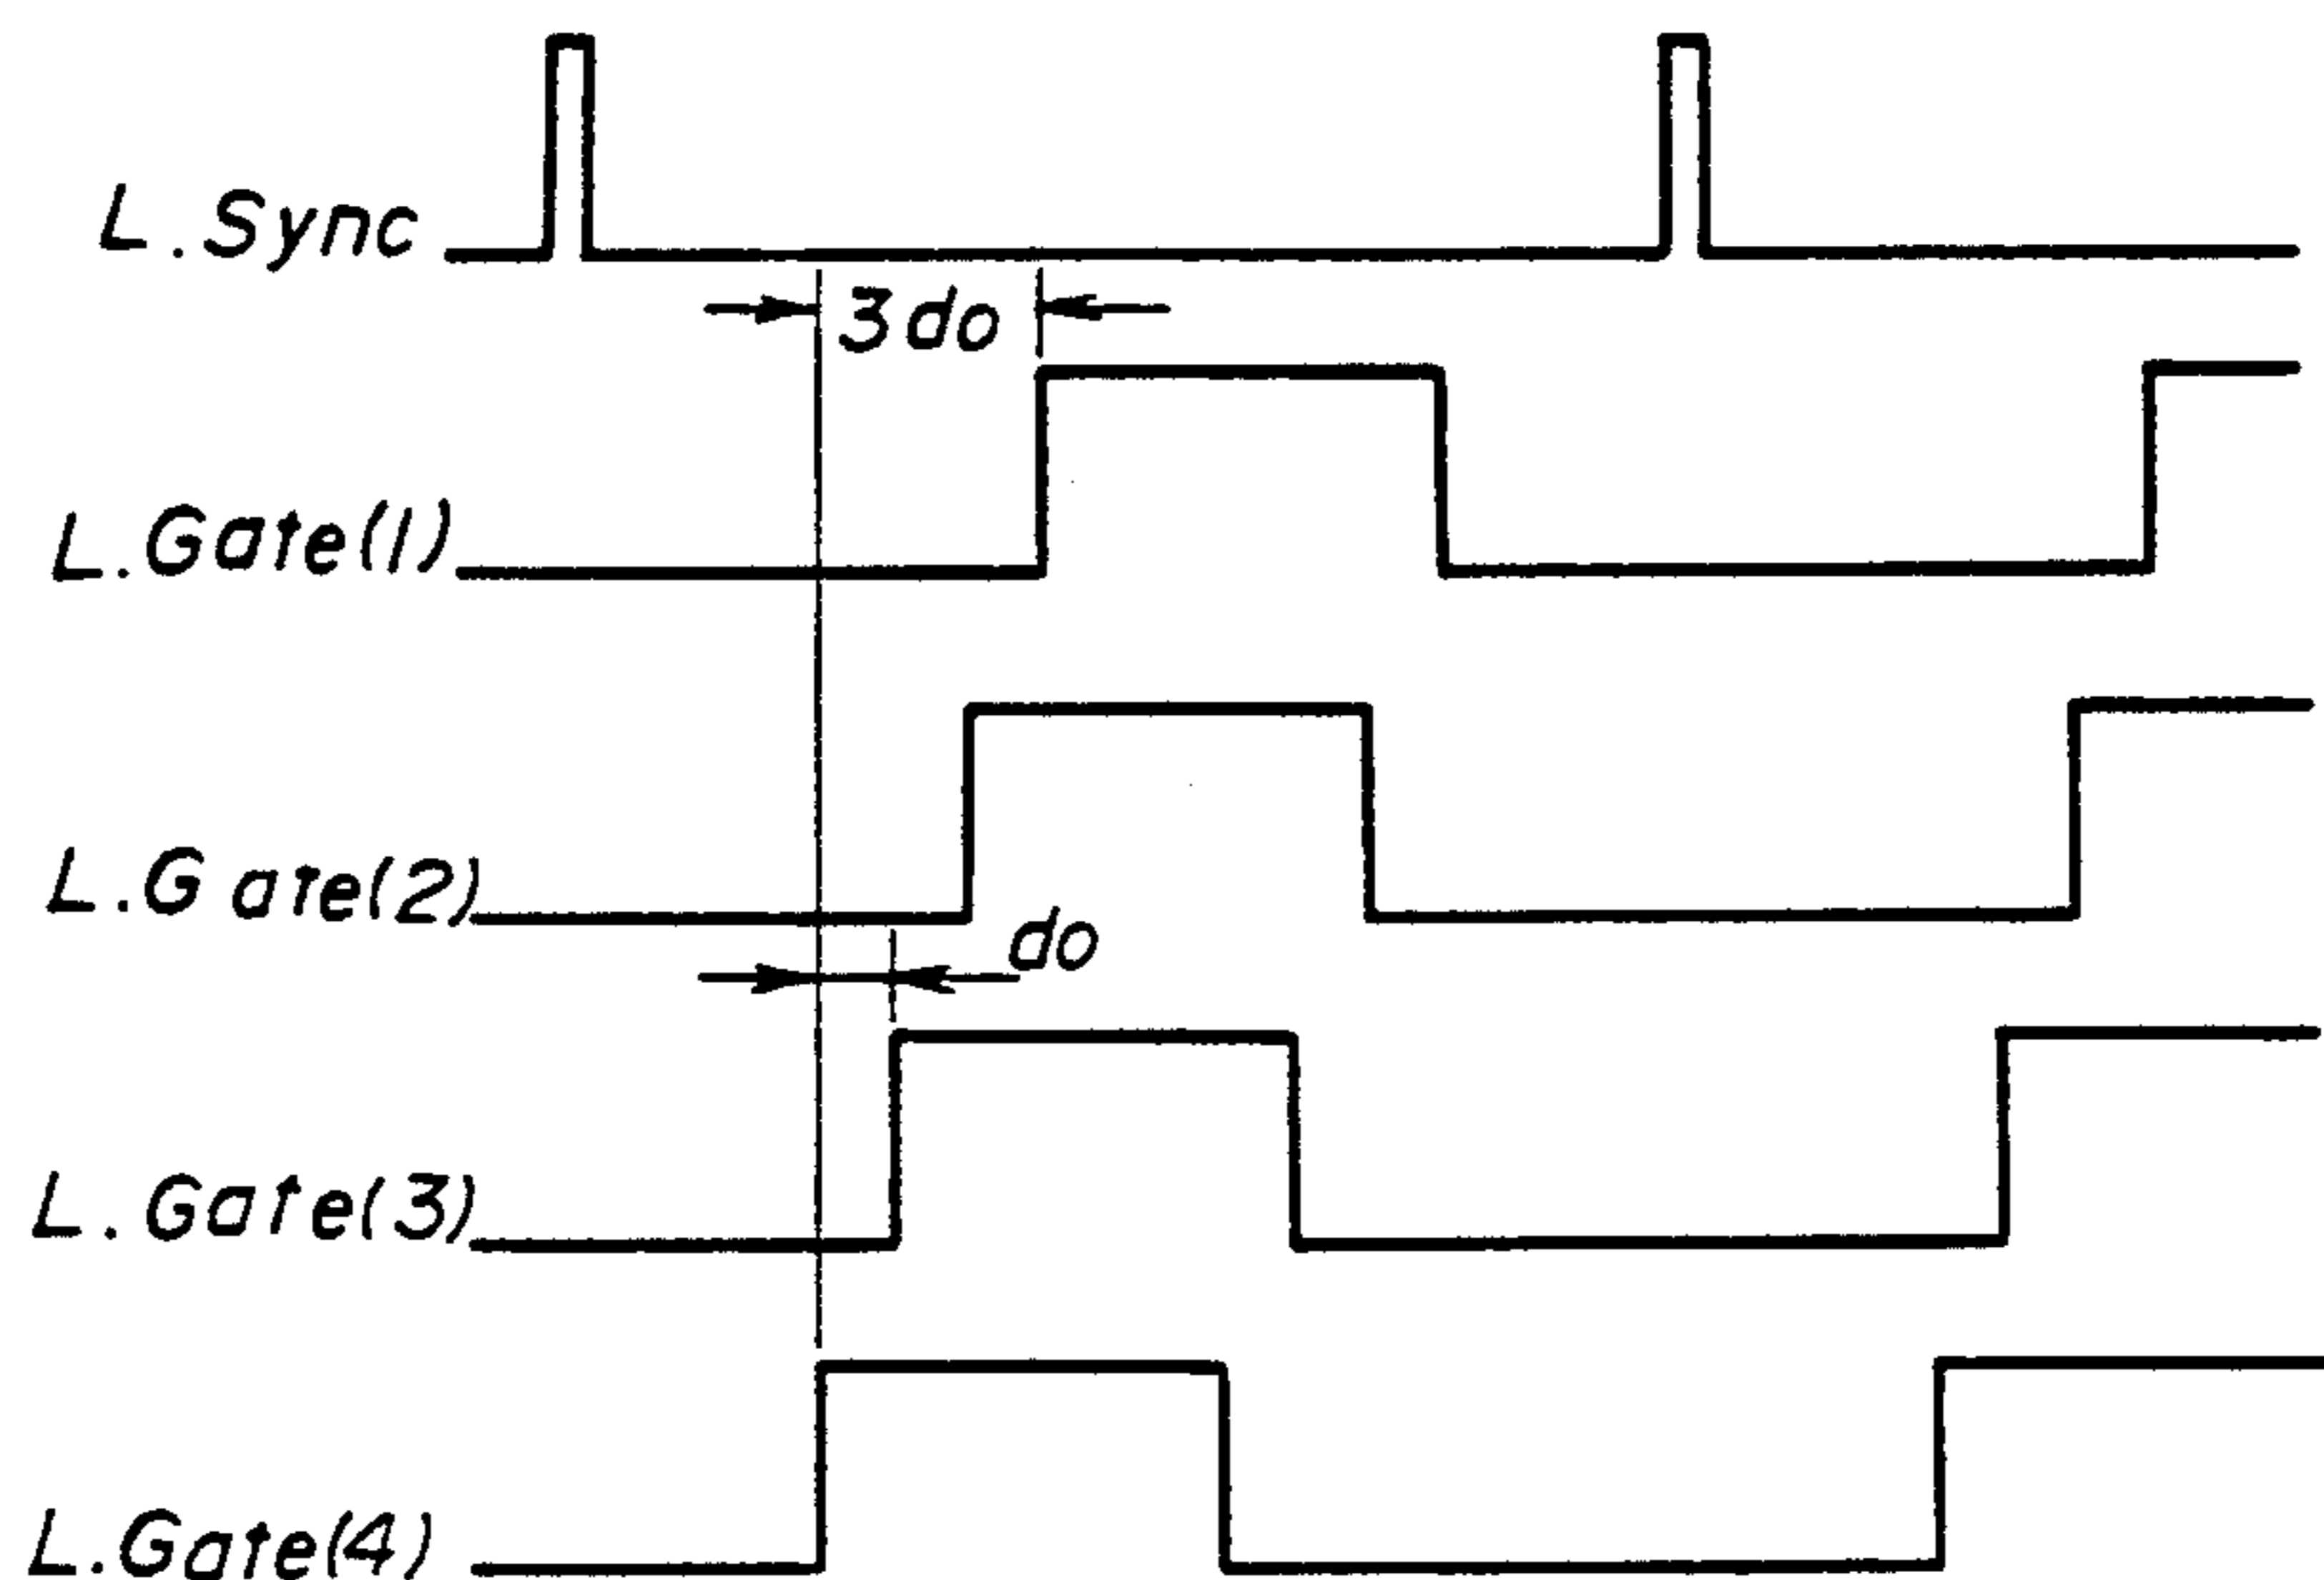 L.Sync
3do
L.Gate(1)
L.Gate(2)
do
L.Gate(3)
L.Gate(4)